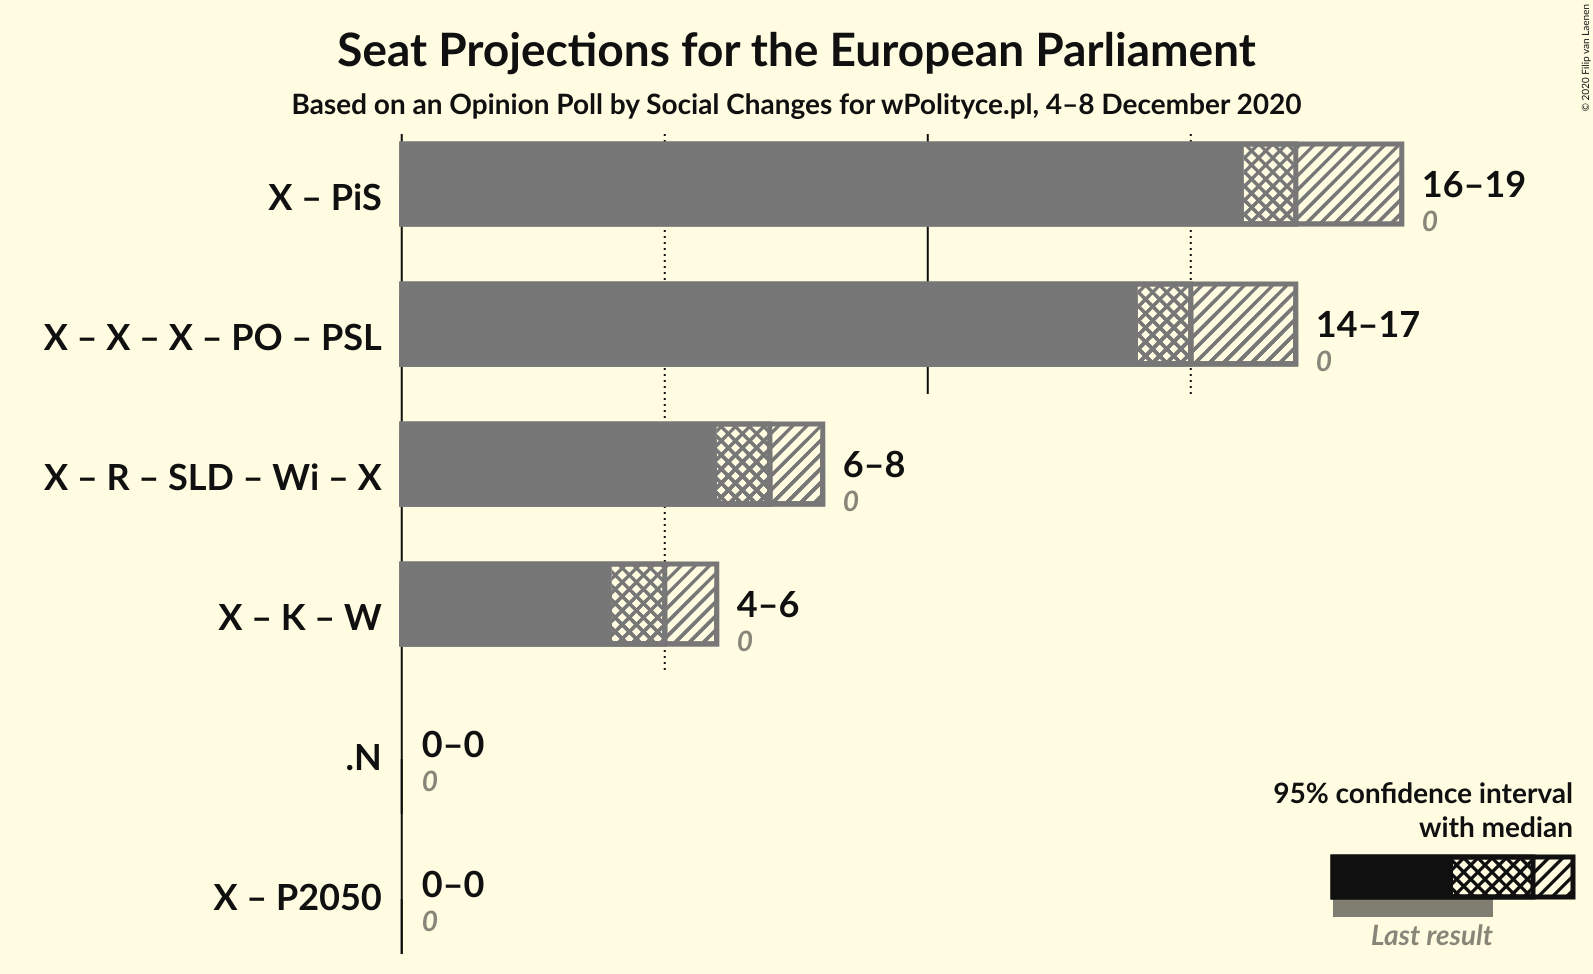 Seat Projections for the European Parliament
Based on an Opinion Poll by Social Changes for wPolityce.pl, 4–8 December 2020
© 2020 Filip van Laenen
X – PiS
16–19
0
X – X – X – PO – PSL
14–17
0
X – R – SLD – Wi – X
6–8
0
X – K – W
4–6
0
.N
0–0
0
X – P2050
0–0
0
95% confidence interval
with median
Last result